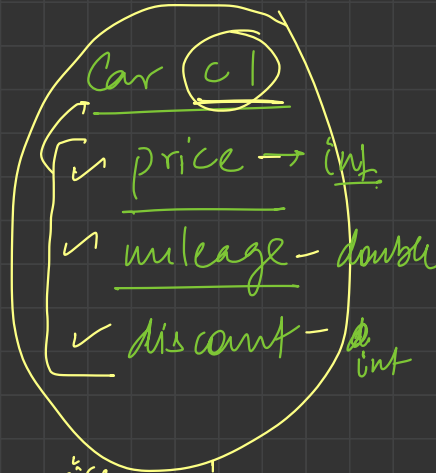 Car c1
price → int
mileage - double
discount - int